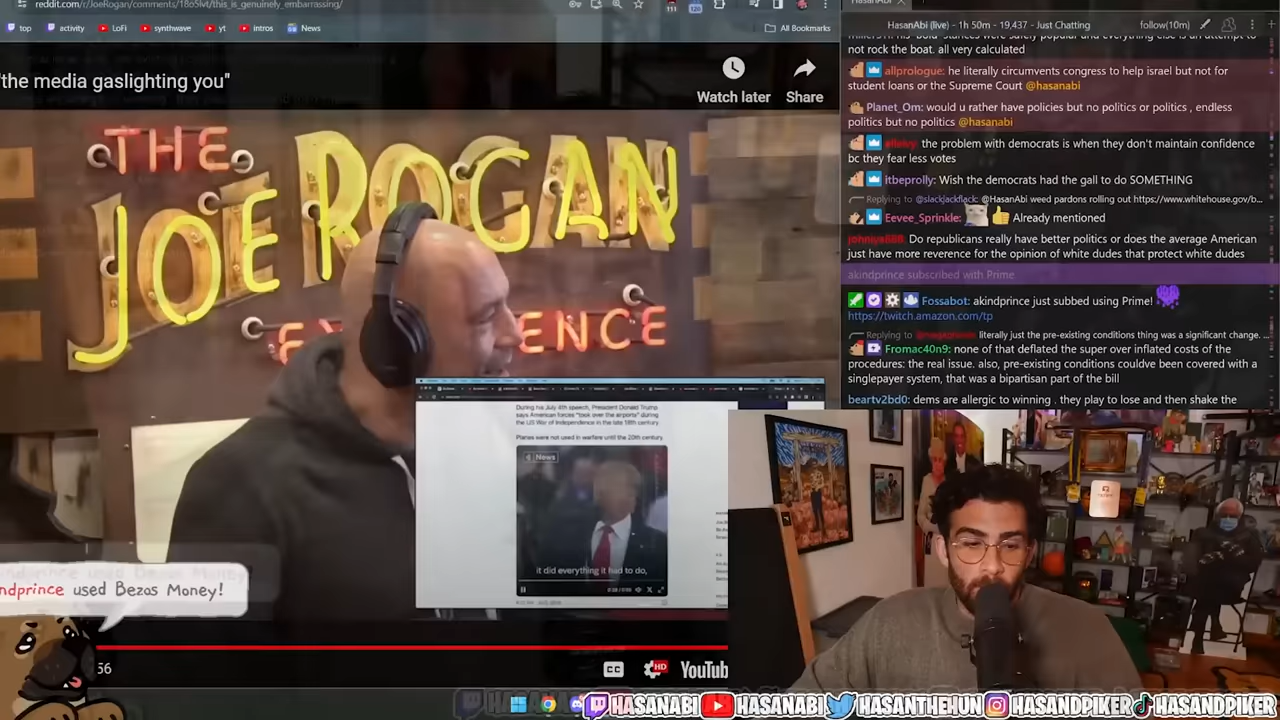 reddit.com/r/JoeRogan/comments/18o5lvt/this_is_genuinely_embarrassing/
top
activity
LoFi
synthwave
yt
intros
News
All Bookmarks
the media gaslighting you"
Watch later
Share
THE
JOE ROGAN
ENCE
During his July 4th speech, President Donald Trump
says American forces "took over the airports" during
the US War of Independence in the late 18th century.
Planes were not used in warfare until the 20th century.
News
it did everything it had to do,
ndprince used Bezos Money!
56
CC
HD
YouTub
HasanAbi (live) - 1h 50m - 19,437 - Just Chatting
follow(10m)
not rock the boat. all very calculated
allprologue: he literally circumvents congress to help israel but not for
student loans or the Supreme Court @hasanabi
Planet_Om: would u rather have policies but no politics or politics , endless
politics but no politics @hasanabi
the problem with democrats is when they don't maintain confidence
bc they fear less votes
itbeprolly: Wish the democrats had the gall to do SOMETHING
Replying to @slackjackflack: @HasanAbi weed pardons rolling out https://www.whitehouse.gov/b...
Eevee_Sprinkle: Already mentioned
Do republicans really have better politics or does the average American
just have more reverence for the opinion of white dudes that protect white dudes
akindprince subscribed with Prime.
Fossabot: akindprince just subbed using Prime!
https://twitch.amazon.com/tp
Replying to literally just the pre-existing conditions thing was a significant change. ...
Fromac40n9: none of that deflated the super over inflated costs of the
procedures: the real issue. also, pre-existing conditions couldve been covered with a
singlepayer system, that was a bipartisan part of the bill
beartv2bd0: dems are allergic to winning . they play to lose and then shake the
HASANABI
HASANABI
HASANTHEHUN
HASANDPIKER
HASANDPIKER